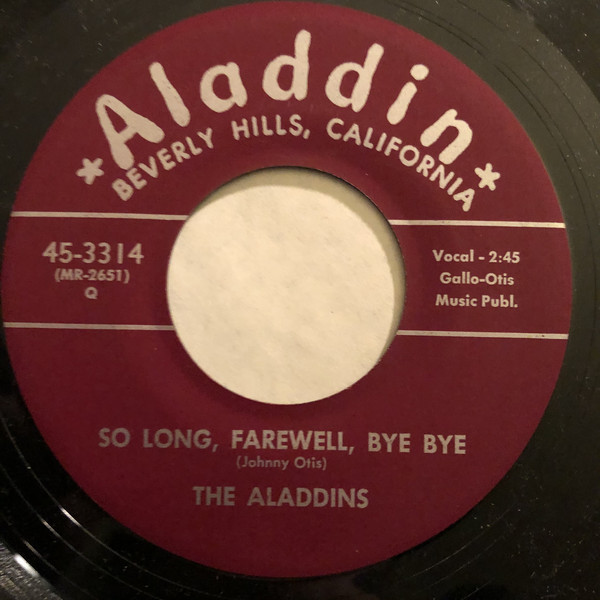 *Aladdin*
BEVERLY HILLS, CALIFORNIA
45-3314
(MR-2651)
Q
Vocal - 2:45
Gallo-Otis
Music Publ.
SO LONG, FAREWELL, BYE BYE
(Johnny Otis)
THE ALADDINS